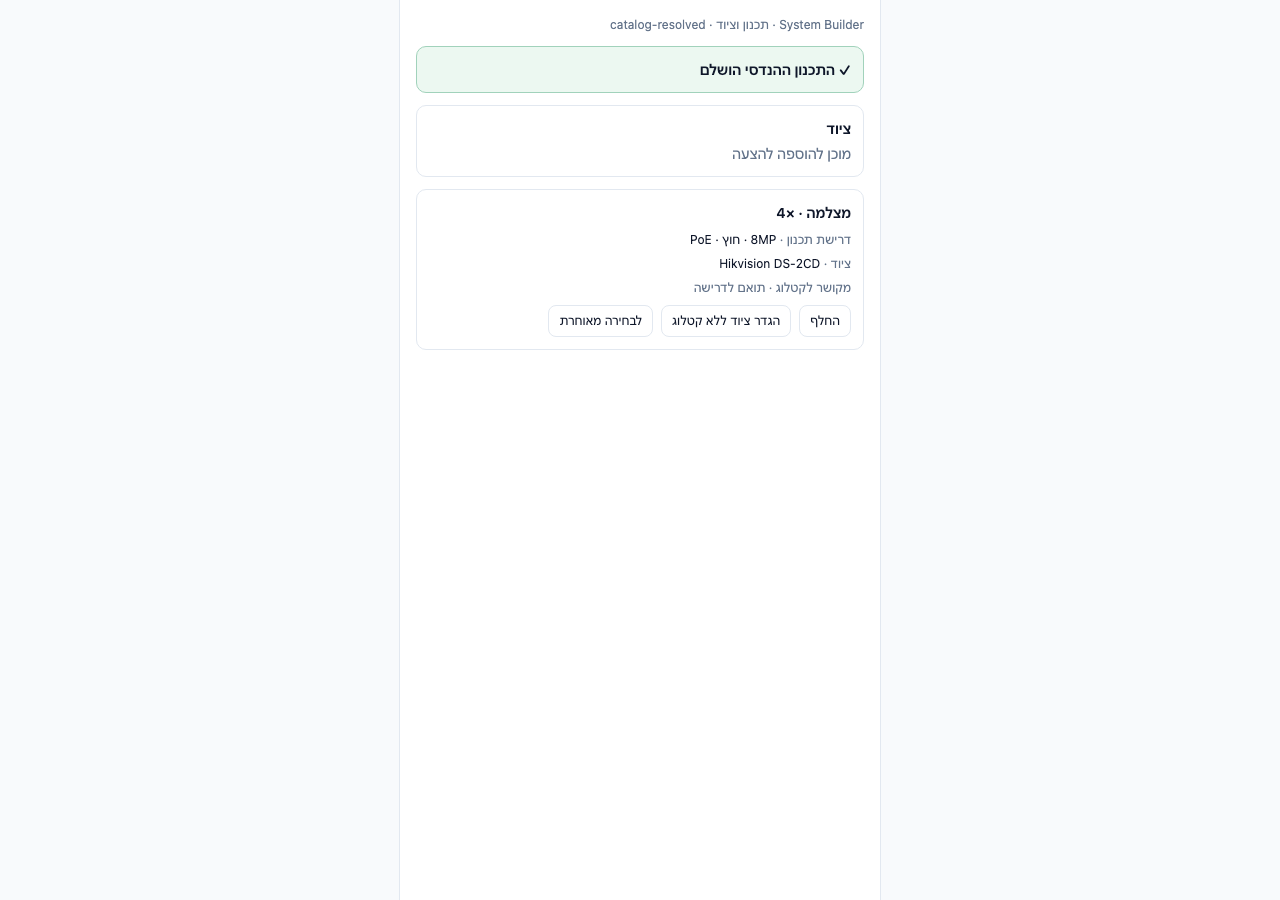 System Builder · תכנון וציוד · catalog-resolved
✓ התכנון ההנדסי הושלם
ציוד
מוכן להוספה להצעה
מצלמה · ×4
דרישת תכנון · 8MP · חוץ · PoE
ציוד · Hikvision DS-2CD
מקושר לקטלוג · תואם לדרישה
החלף
הגדר ציוד ללא קטלוג
לבחירה מאוחרת